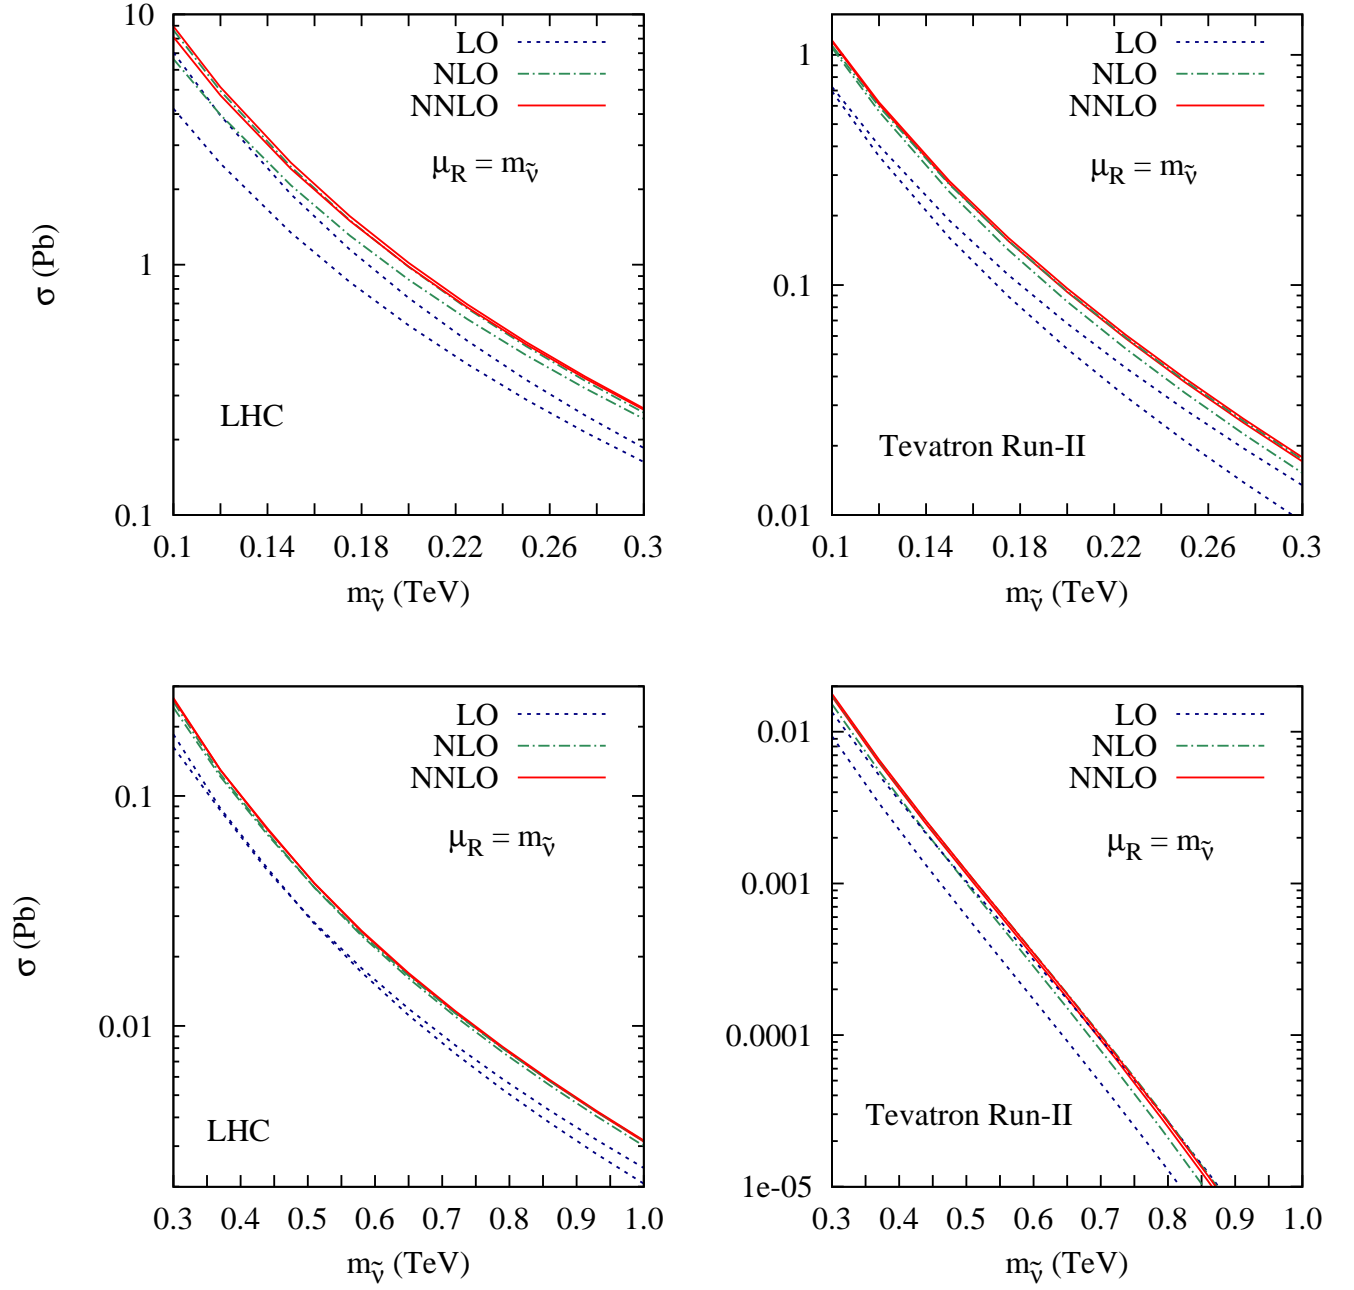 10
1
0.1
σ (Pb)
LO
NLO
NNLO
μR = mν̃
LHC
0.1 0.14 0.18 0.22 0.26 0.3
mν̃ (TeV)
1
0.1
0.01
LO
NLO
NNLO
μR = mν̃
Tevatron Run-II
0.1 0.14 0.18 0.22 0.26 0.3
mν̃ (TeV)
0.1
0.01
σ (Pb)
LO
NLO
NNLO
μR = mν̃
LHC
0.3 0.4 0.5 0.6 0.7 0.8 0.9 1.0
mν̃ (TeV)
0.01
0.001
0.0001
1e-05
LO
NLO
NNLO
μR = mν̃
Tevatron Run-II
0.3 0.4 0.5 0.6 0.7 0.8 0.9 1.0
mν̃ (TeV)